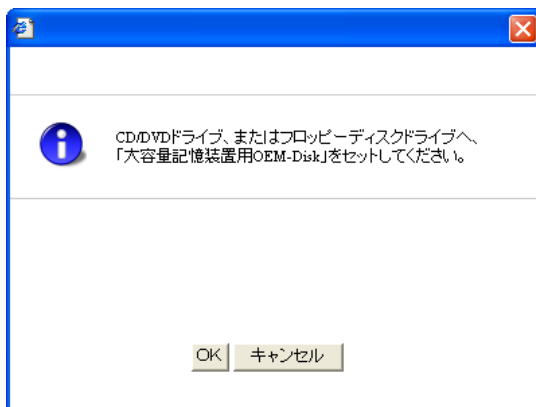 CD/DVDドライブ、またはフロッピーディスクドライブへ、
「大容量記憶装置用OEM-Disk」をセットしてください。
OK
キャンセル